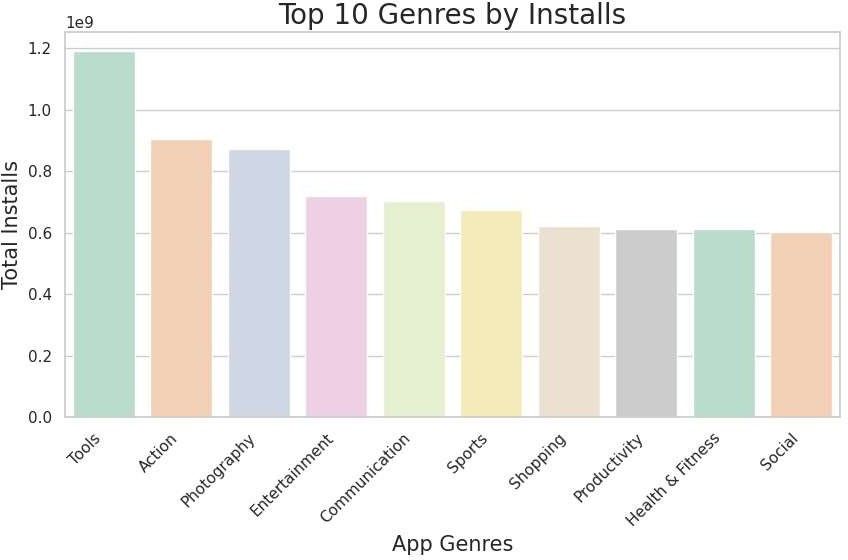 Top 10 Genres by Installs
1e9
1.2
1.0
0.8
0.6
0.4
0.2
0.0
Total Installs
Tools
Action
Photography
Entertainment
Communication
Sports
Shopping
Productivity
Health & Fitness
Social
App Genres